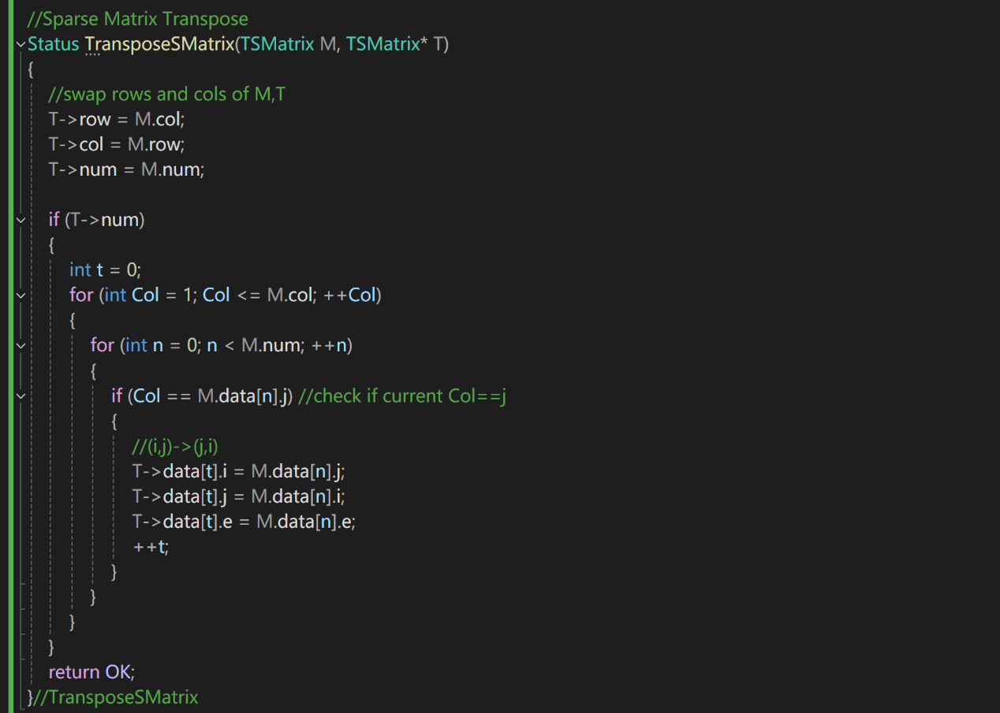 //Sparse Matrix Transpose
Status TransposeSMatrix(TSMatrix M, TSMatrix* T)
{
//swap rows and cols of M,T
T->row = M.col;
T->col = M.row;
T->num = M.num;
if (T->num)
{
int t = 0;
for (int Col = 1; Col <= M.col; ++Col)
{
for (int n = 0; n < M.num; ++n)
{
if (Col == M.data[n].j) //check if current Col==j
{
//(i,j)->(j,i)
T->data[t].i = M.data[n].j;
T->data[t].j = M.data[n].i;
T->data[t].e = M.data[n].e;
++t;
}
}
}
}
return OK;
}//TransposeSMatrix